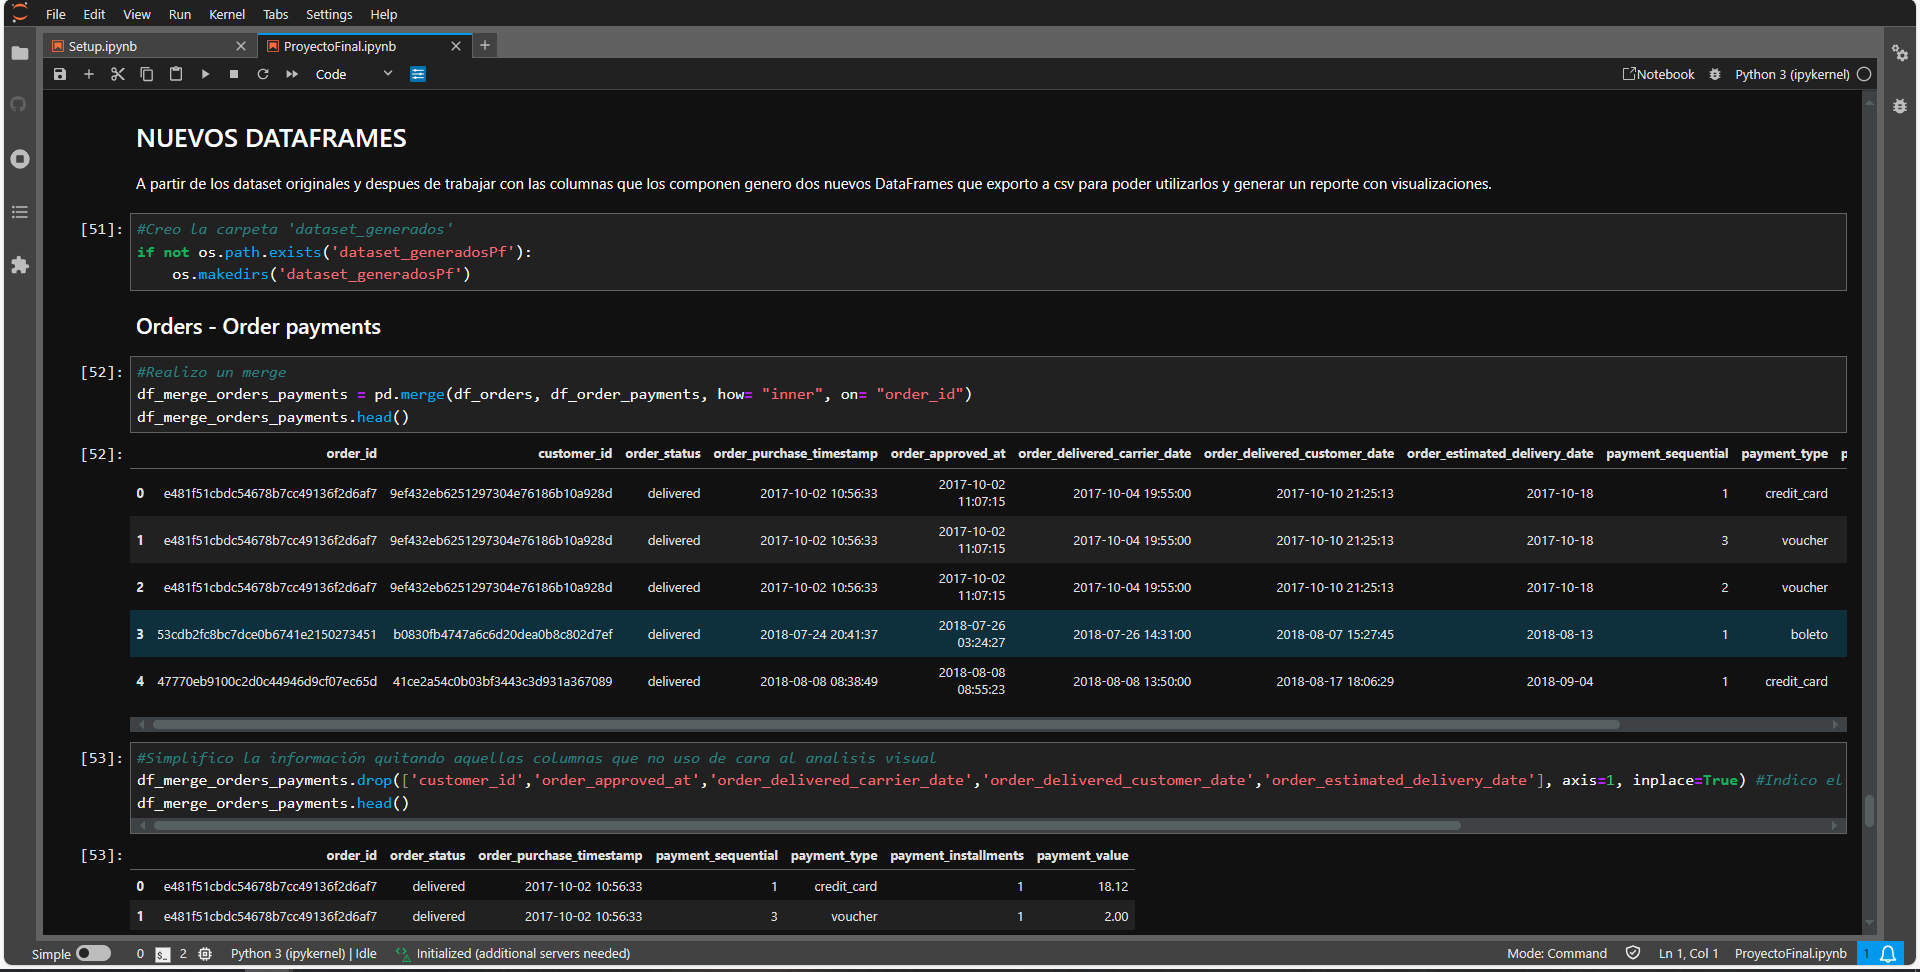 File Edit View Run Kernel Tabs Settings Help
Setup.ipynb ProyectoFinal.ipynb
Code Notebook Python 3 (ipykernel)
NUEVOS DATAFRAMES
A partir de los dataset originales y despues de trabajar con las columnas que los componen genero dos nuevos DataFrames que exporto a csv para poder utilizarlos y generar un reporte con visualizaciones.
[51]: #Creo la carpeta 'dataset_generados'
if not os.path.exists('dataset_generadosPf'):
    os.makedirs('dataset_generadosPf')
Orders - Order payments
[52]: #Realizo un merge
df_merge_orders_payments = pd.merge(df_orders, df_order_payments, how= "inner", on= "order_id")
df_merge_orders_payments.head()
[52]: order_id customer_id order_status order_purchase_timestamp order_approved_at order_delivered_carrier_date order_delivered_customer_date order_estimated_delivery_date payment_sequential payment_type p
0 e481f51cbdc54678b7cc49136f2d6af7 9ef432eb6251297304e76186b10a928d delivered 2017-10-02 10:56:33 2017-10-02 11:07:15 2017-10-04 19:55:00 2017-10-10 21:25:13 2017-10-18 1 credit_card
1 e481f51cbdc54678b7cc49136f2d6af7 9ef432eb6251297304e76186b10a928d delivered 2017-10-02 10:56:33 2017-10-02 11:07:15 2017-10-04 19:55:00 2017-10-10 21:25:13 2017-10-18 3 voucher
2 e481f51cbdc54678b7cc49136f2d6af7 9ef432eb6251297304e76186b10a928d delivered 2017-10-02 10:56:33 2017-10-02 11:07:15 2017-10-04 19:55:00 2017-10-10 21:25:13 2017-10-18 2 voucher
3 53cdb2fc8bc7dce0b6741e2150273451 b0830fb4747a6c6d20dea0b8c802d7ef delivered 2018-07-24 20:41:37 2018-07-26 03:24:27 2018-07-26 14:31:00 2018-08-07 15:27:45 2018-08-13 1 boleto
4 47770eb9100c2d0c44946d9cf07ec65d 41ce2a54c0b03bf3443c3d931a367089 delivered 2018-08-08 08:38:49 2018-08-08 08:55:23 2018-08-08 13:50:00 2018-08-17 18:06:29 2018-09-04 1 credit_card
[53]: #Simplifico la información quitando aquellas columnas que no uso de cara al analisis visual
df_merge_orders_payments.drop(['customer_id','order_approved_at','order_delivered_carrier_date','order_delivered_customer_date','order_estimated_delivery_date'], axis=1, inplace=True) #Indico el
df_merge_orders_payments.head()
[53]: order_id order_status order_purchase_timestamp payment_sequential payment_type payment_installments payment_value
0 e481f51cbdc54678b7cc49136f2d6af7 delivered 2017-10-02 10:56:33 1 credit_card 1 18.12
1 e481f51cbdc54678b7cc49136f2d6af7 delivered 2017-10-02 10:56:33 3 voucher 1 2.00
Simple 0 2 Python 3 (ipykernel) | Idle Initialized (additional servers needed) Mode: Command Ln 1, Col 1 ProyectoFinal.ipynb 1